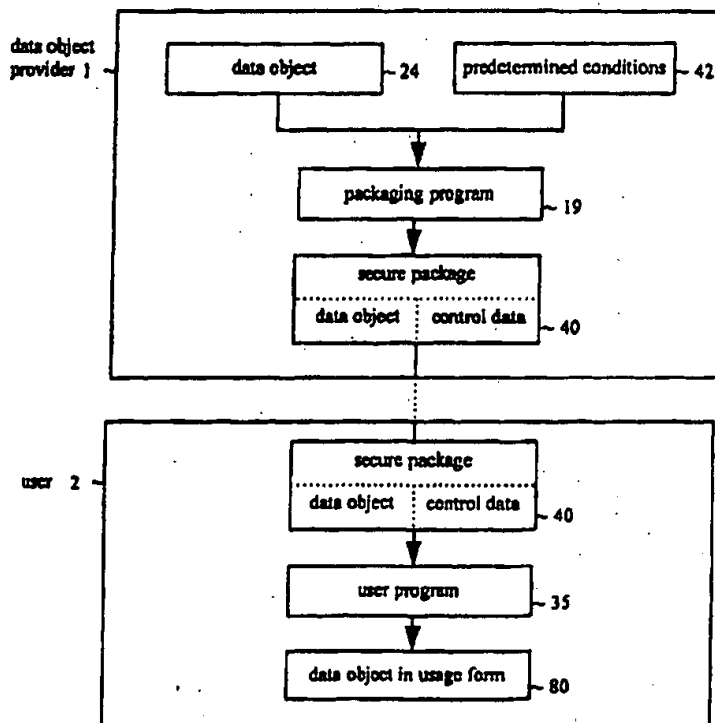 data object
provider 1
data object
24
predetermined conditions
42
packaging program
19
secure package
data object
control data
40
user 2
secure package
data object
control data
40
user program
35
data object in usage form
80